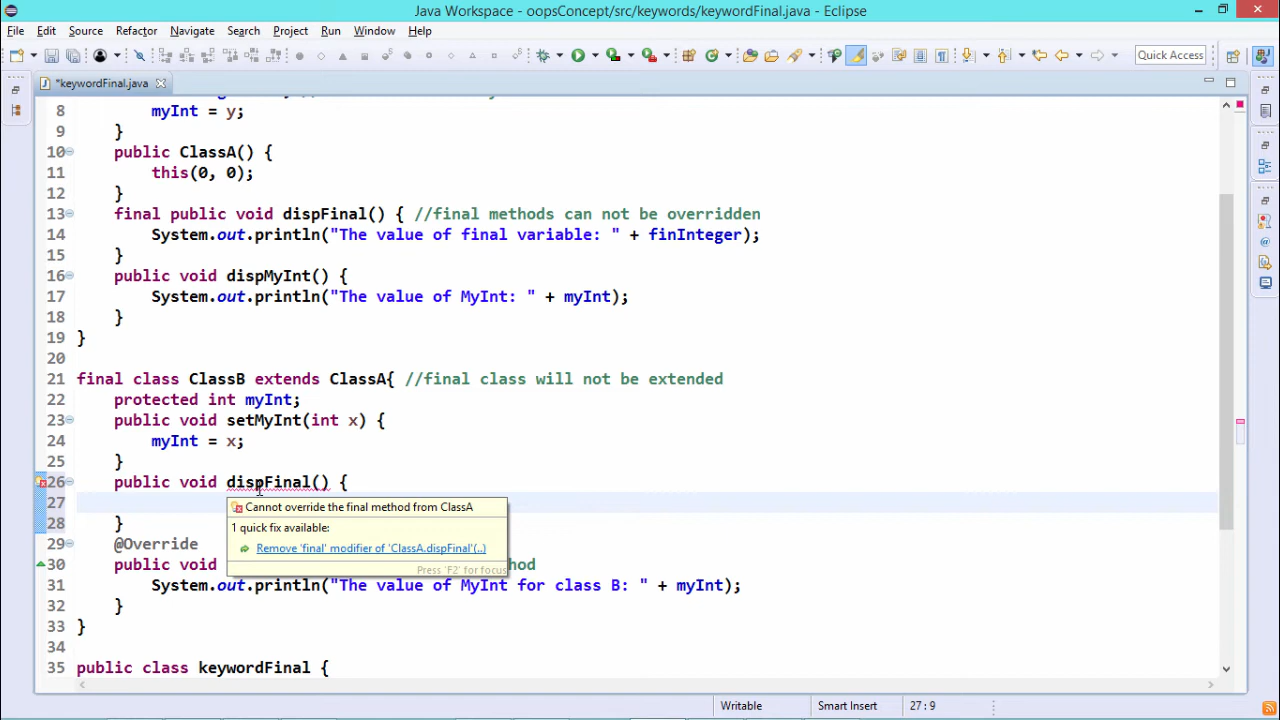 Java Workspace - oopsConcept/src/keywords/keywordFinal.java - Eclipse
File Edit Source Refactor Navigate Search Project Run Window Help
Quick Access
*keywordFinal.java
8 myInt = y;
9 }
10 public ClassA() {
11 this(0, 0);
12 }
13 final public void dispFinal() { //final methods can not be overridden
14 System.out.println("The value of final variable: " + finInteger);
15 }
16 public void dispMyInt() {
17 System.out.println("The value of MyInt: " + myInt);
18 }
19 }
20
21 final class ClassB extends ClassA{ //final class will not be extended
22 protected int myInt;
23 public void setMyInt(int x) {
24 myInt = x;
25 }
26 public void dispFinal() {
27
Cannot override the final method from ClassA
1 quick fix available:
28 }
29 @Override
Remove 'final' modifier of 'ClassA.dispFinal'(..)
30 public void hod
Press 'F2' for focus
31 System.out.println("The value of MyInt for class B: " + myInt);
32 }
33 }
34
35 public class keywordFinal {
Writable Smart Insert 27 : 9